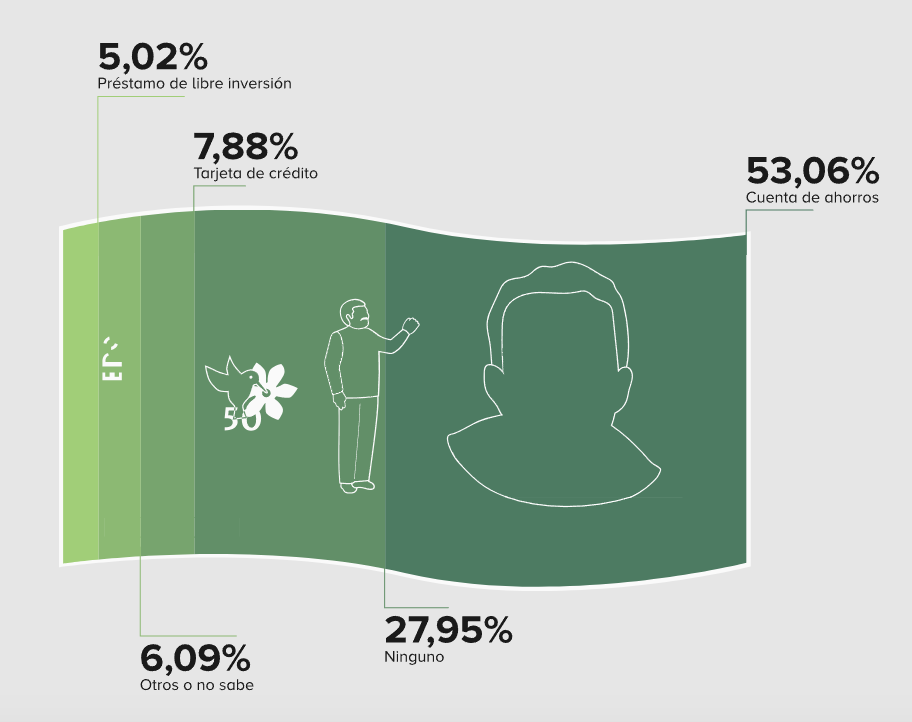 5,02%
Préstamo de libre inversión
7,88%
Tarjeta de crédito
53,06%
Cuenta de ahorros
50
27,95%
Ninguno
6,09%
Otros o no sabe